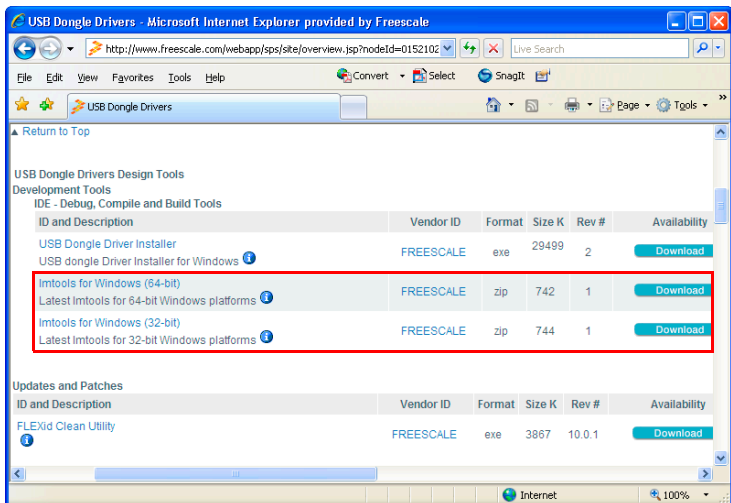 USB Dongle Drivers - Microsoft Internet Explorer provided by Freescale
http://www.freescale.com/webapp/sps/site/overview.jsp?nodeId=0152102
Live Search
File Edit View Favorites Tools Help
Convert Select
SnagIt
USB Dongle Drivers
Page Tools »
Return to Top
USB Dongle Drivers Design Tools
Development Tools
IDE - Debug, Compile and Build Tools
ID and Description Vendor ID Format Size K Rev # Availability
USB Dongle Driver Installer
USB dongle Driver Installer for Windows FREESCALE exe 29499 2 Download
lmtools for Windows (64-bit)
Latest lmtools for 64-bit Windows platforms FREESCALE zip 742 1 Download
lmtools for Windows (32-bit)
Latest lmtools for 32-bit Windows platforms FREESCALE zip 744 1 Download
Updates and Patches
ID and Description Vendor ID Format Size K Rev # Availability
FLEXid Clean Utility
FREESCALE exe 3867 10.0.1 Download
Internet 100%